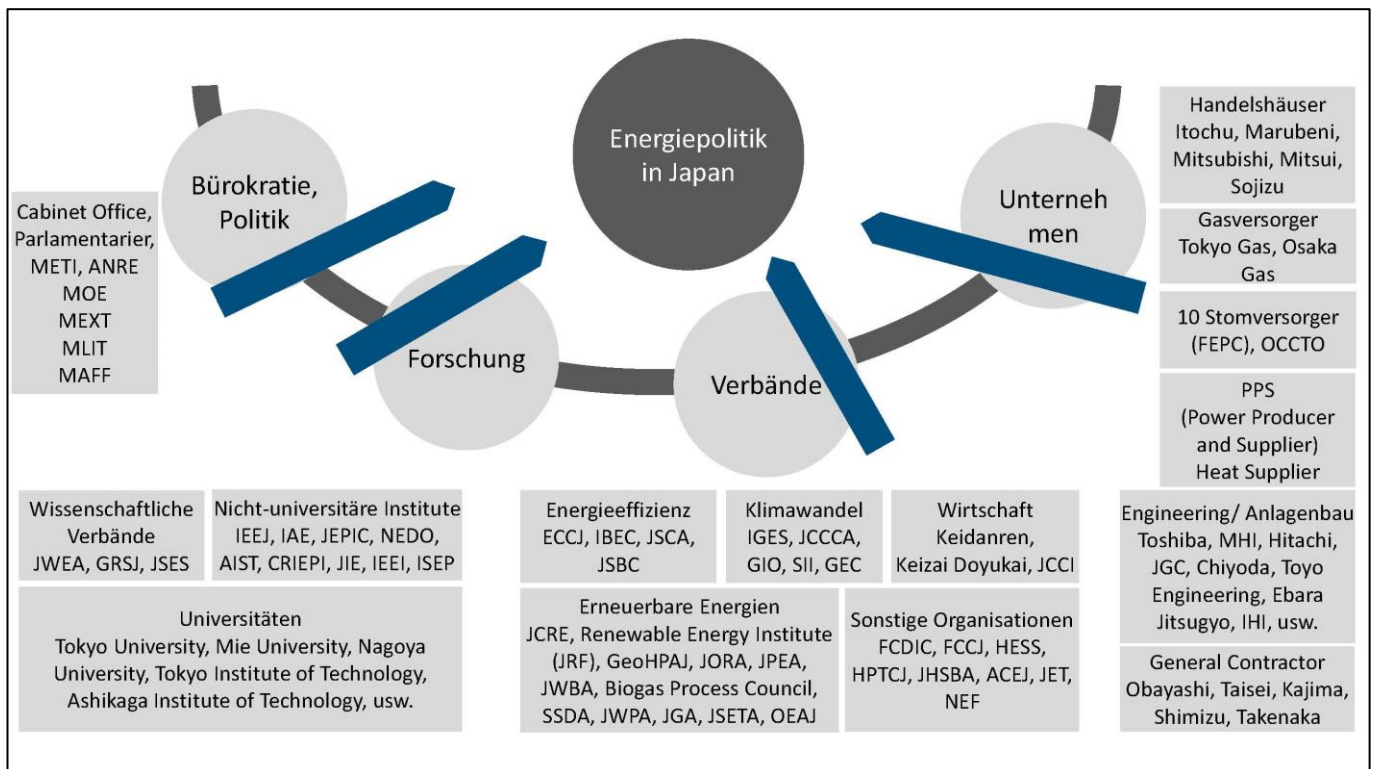 Energiepolitik
in Japan
Bürokratie,
Politik
Forschung
Verbände
Unterneh
men
Cabinet Office,
Parlamentarier,
METI, ANRE
MOE
MEXT
MLIT
MAFF
Handelshäuser
Itochu, Marubeni,
Mitsubishi, Mitsui,
Sojizu
Gasversorger
Tokyo Gas, Osaka
Gas
10 Stomversorger
(FEPC), OCCTO
PPS
(Power Producer
and Supplier)
Heat Supplier
Wissenschaftliche
Verbände
JWEA, GRSJ, JSES
Nicht-universitäre Institute
IEEJ, IAE, JEPIC, NEDO,
AIST, CRIEPI, JIE, IEEI, ISEP
Universitäten
Tokyo University, Mie University, Nagoya
University, Tokyo Institute of Technology,
Ashikaga Institute of Technology, usw.
Energieeffizienz
ECCJ, IBEC, JSCA,
JSBC
Klimawandel
IGES, JCCCA,
GIO, SII, GEC
Wirtschaft
Keidanren,
Keizai Doyukai, JCCI
Erneuerbare Energien
JCRE, Renewable Energy Institute
(JRF), GeoHPAJ, JORA, JPEA,
JWBA, Biogas Process Council,
SSDA, JWPA, JGA, JSETA, OEAJ
Sonstige Organisationen
FCDIC, FCCJ, HESS,
HPTCJ, JHSBA, ACEJ, JET,
NEF
Engineering/ Anlagenbau
Toshiba, MHI, Hitachi,
JGC, Chiyoda, Toyo
Engineering, Ebara
Jitsugyo, IHI, usw.
General Contractor
Obayashi, Taisei, Kajima,
Shimizu, Takenaka